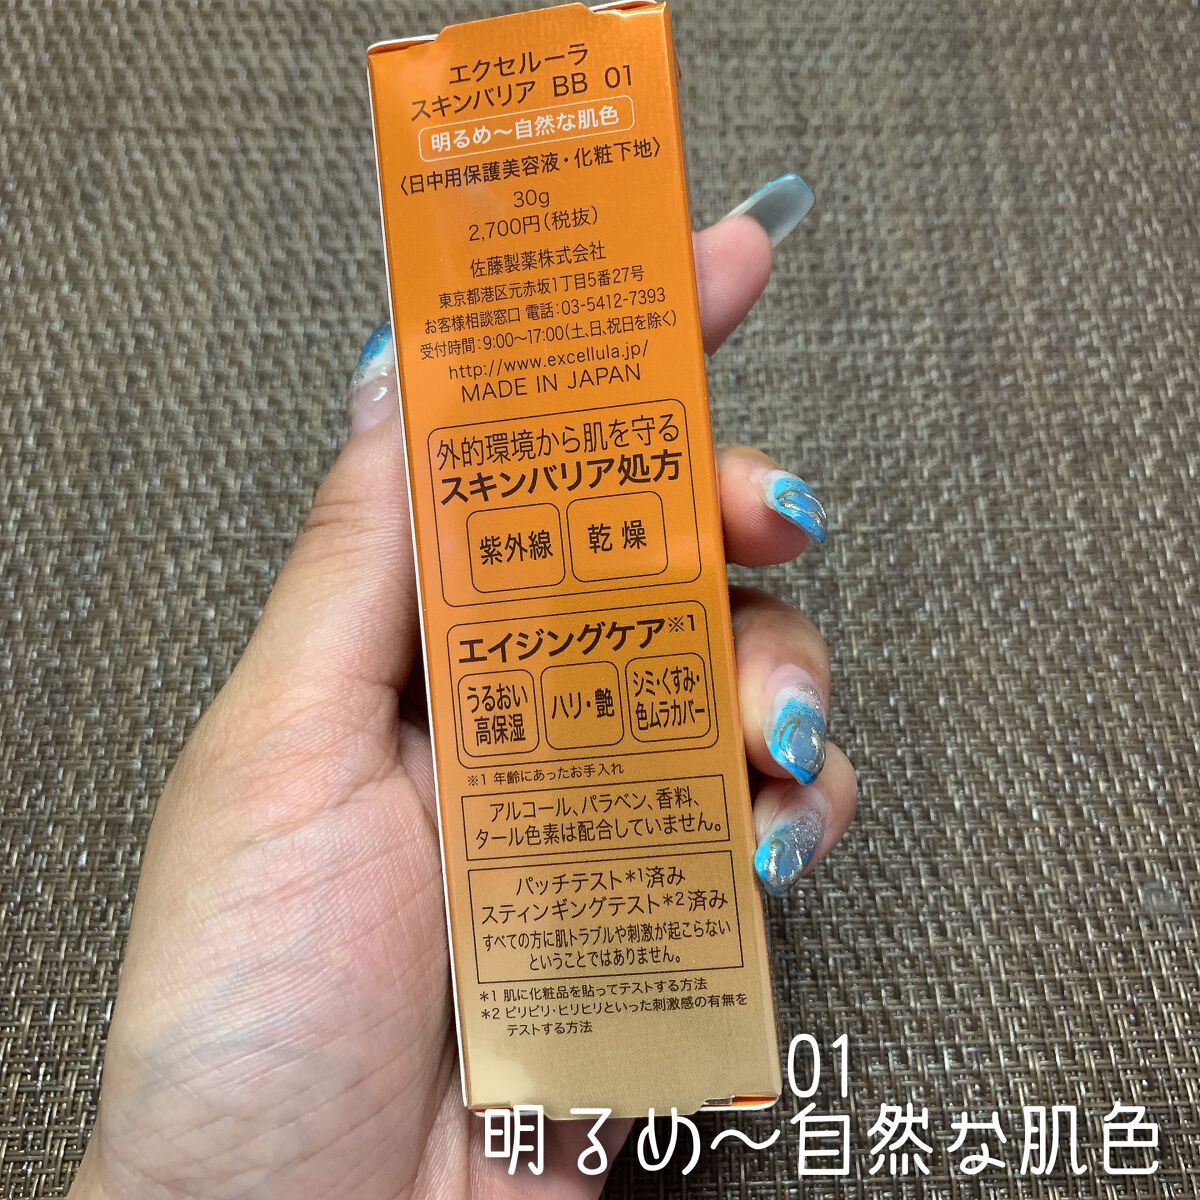 エクセルーラ
スキンバリア BB 01
明るめ〜自然な肌色
〈日中用保護美容液・化粧下地〉
30g
2,700円(税抜)
佐藤製薬株式会社
東京都港区元赤坂1丁目5番27号
お客様相談窓口 電話:03-5412-7393
受付時間:9:00〜17:00(土、日、祝日を除く)
http://www.excellula.jp/
MADE IN JAPAN
外的環境から肌を守る
スキンバリア処方
紫外線 乾燥
エイジングケア※1
うるおい
高保湿
ハリ・艶
シミ・くすみ・
色ムラカバー
※1 年齢にあったお手入れ
アルコール、パラベン、香料、
タール色素は配合していません。
パッチテスト*1済み
スティンギングテスト*2済み
すべての方に肌トラブルや刺激が起こらない
ということではありません。
*1 肌に化粧品を貼ってテストする方法
*2 ピリピリ・ヒリヒリといった刺激感の有無を
テストする方法
01
明るめ〜自然な肌色